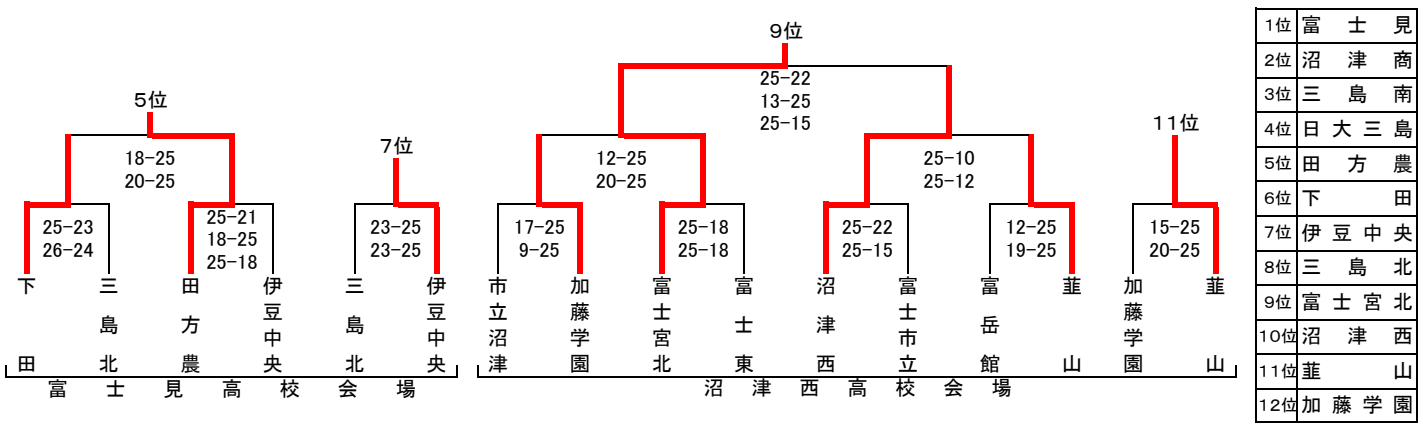 5位
18-25
20-25
25-23
26-24
25-21
18-25
25-18
7位
23-25
23-25
下田
三島北
田方農
伊豆中央
三島北
伊豆中央
富士見高校会場
9位
25-22
13-25
25-15
12-25
20-25
25-10
25-12
17-25
9-25
25-18
25-18
25-22
25-15
12-25
19-25
11位
15-25
20-25
市立沼津
加藤学園
富士宮北
富士東
沼津西
富士市立
富岳館
韮山
加藤学園
韮山
沼津西高校会場
1位 富士見
2位 沼津商
3位 三島南
4位 日大三島
5位 田方農
6位 下田
7位 伊豆中央
8位 三島北
9位 富士宮北
10位 沼津西
11位 韮山
12位 加藤学園